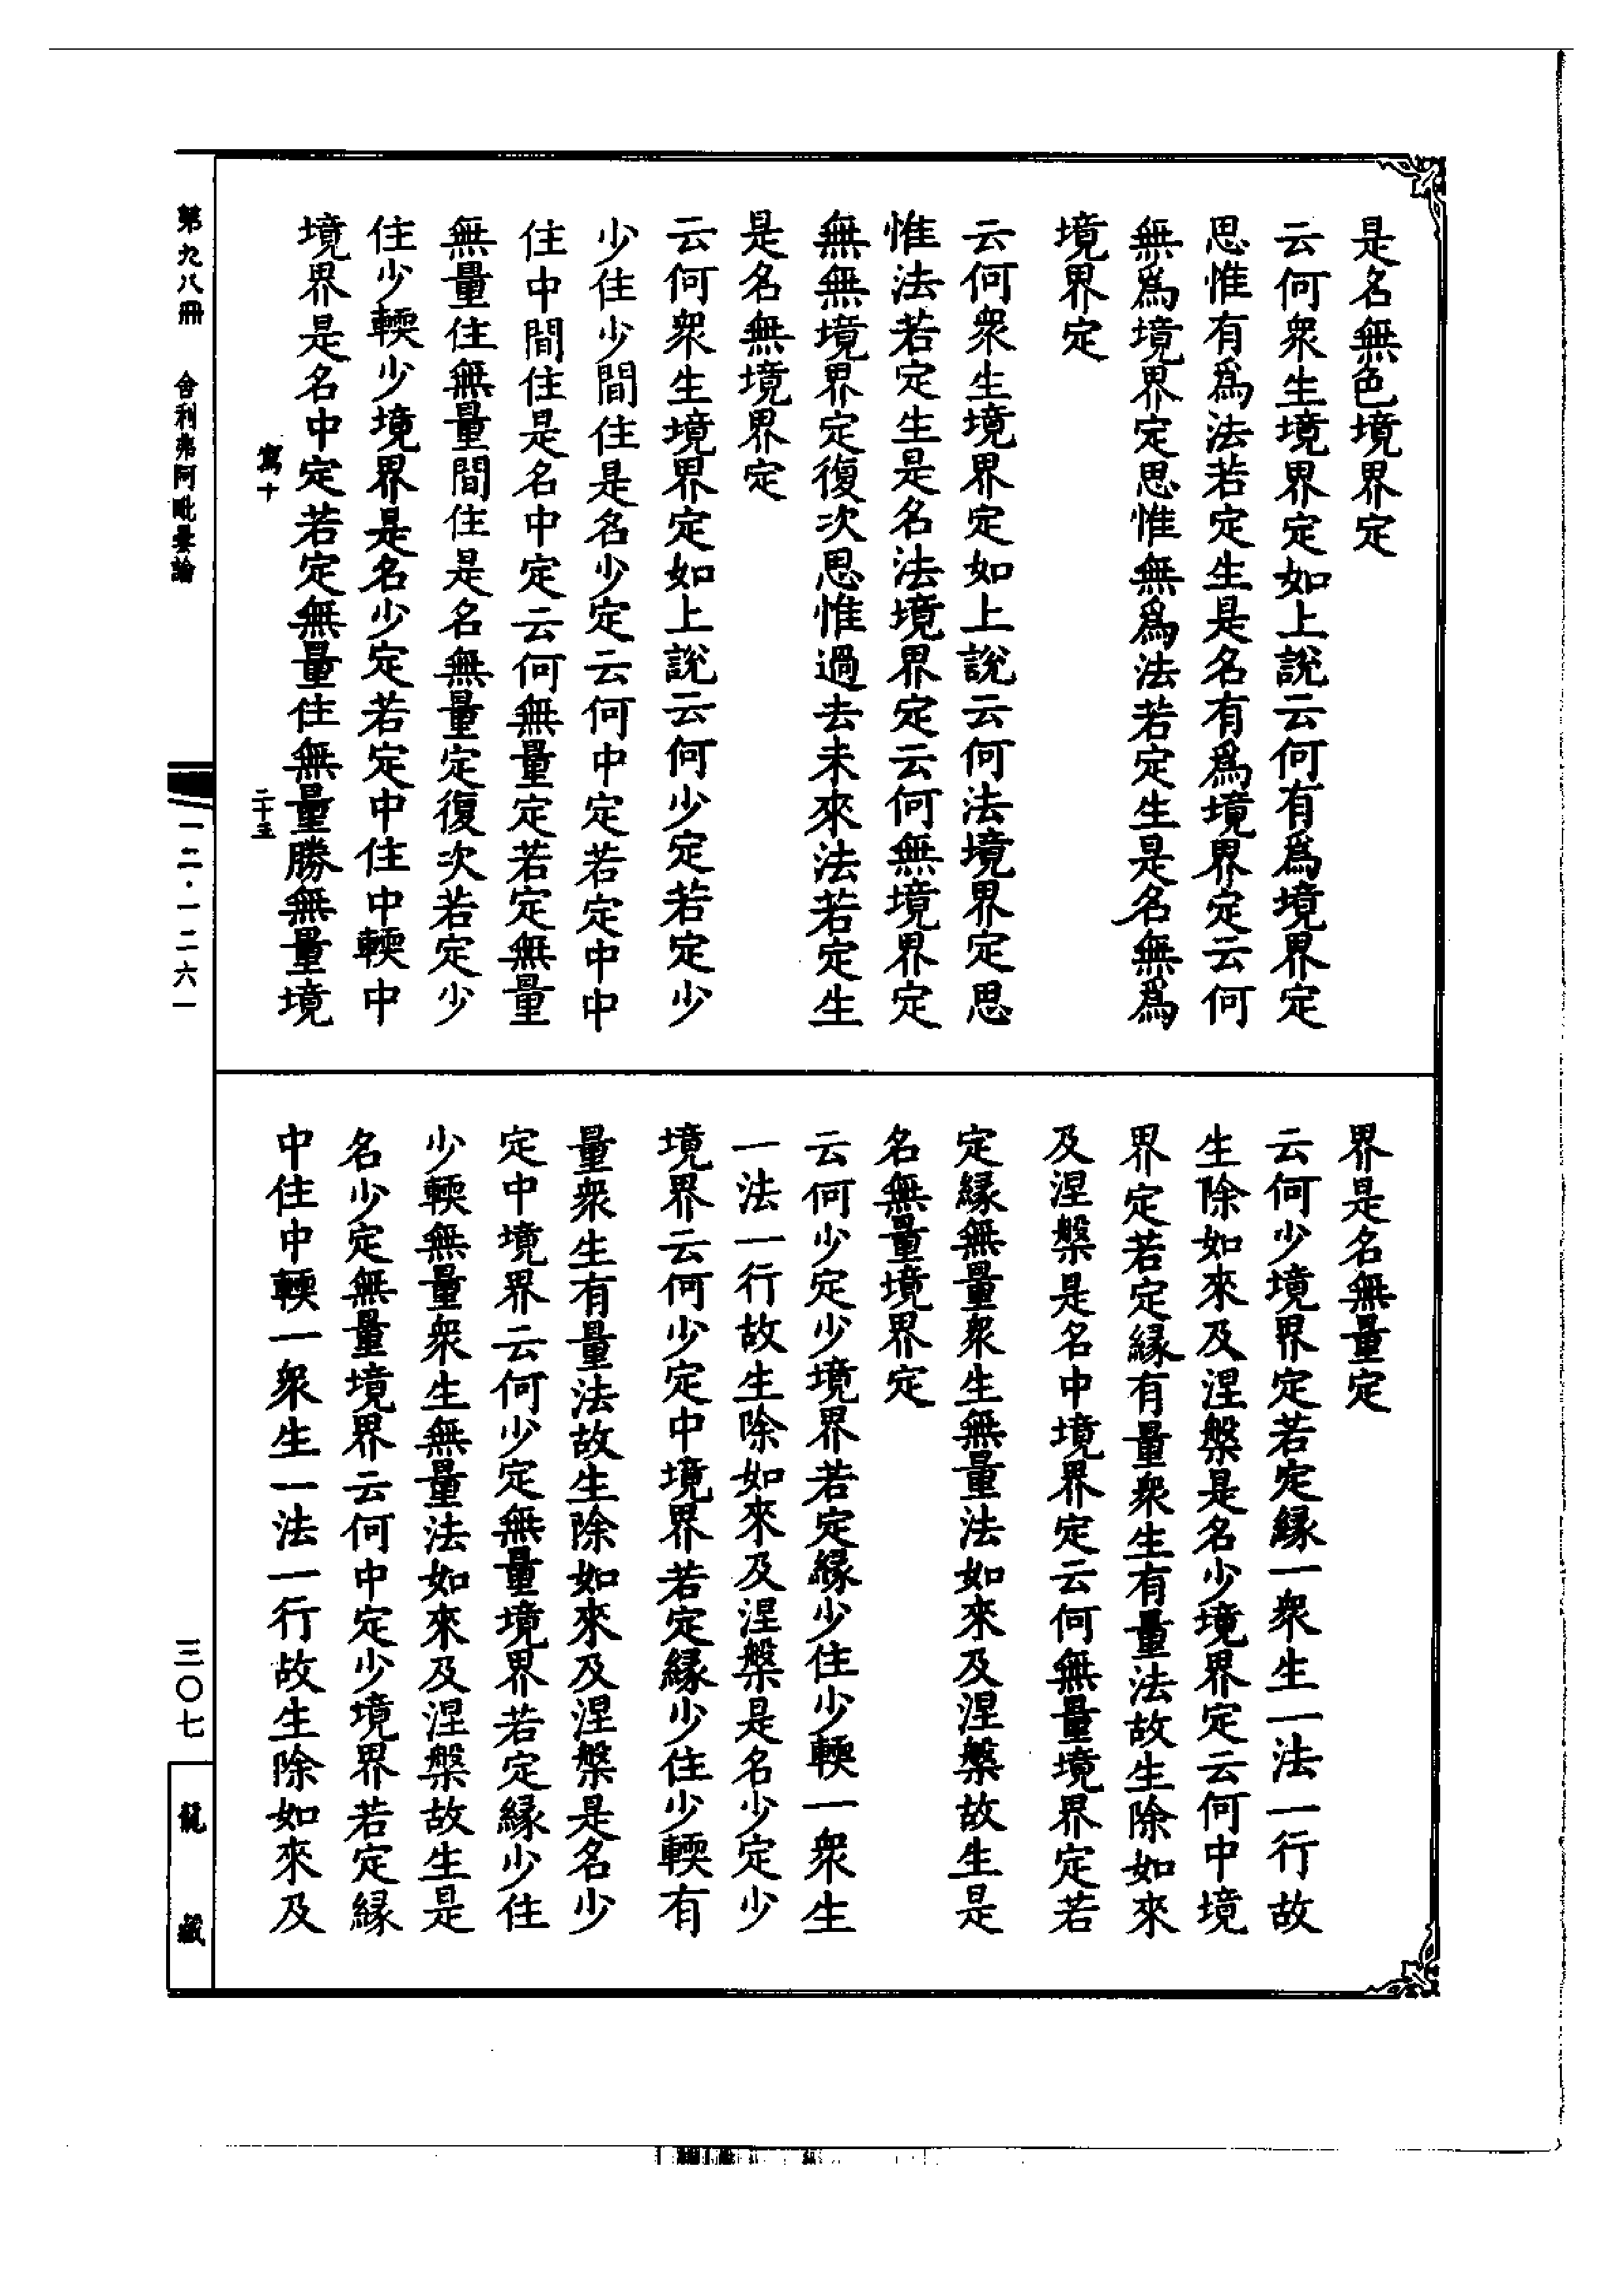 是名無色境界定
云何衆生境界定如上說云何有爲境界定
思惟有爲法若定生是名有爲境界定云何
無爲境界定思惟無爲法若定生是名無爲
境界定
云何衆生境界定如上說云何法境界定思
惟法若定生是名法境界定云何無境界定
無無境界定復次思惟過去未來法若定生
是名無境界定
云何衆生境界定如上說云何少定若定少
少住少間住是名少定云何中定若定中中
住中間住是名中定云何無量定若定無量
無量住無量間住是名無量定復次若定少
住少輭少境界是名少定若定中住中輭中
境界是名中定若定無量住無量勝無量境
界是名無量定
云何少境界定若定緣一衆生一法一行故
生除如來及涅槃是名少境界定云何中境
界定若定緣有量衆生有量法故生除如來
及涅槃是名中境界定云何無量境界定若
定緣無量衆生無量法如來及涅槃故生是
名無量境界定
云何少定少境界若定緣少住少輭一衆生
一法一行故生除如來及涅槃是名少定少
境界云何少定中境界若定緣少住少輭有
量衆生有量法故生除如來及涅槃是名少
定中境界云何少定無量境界若定緣少住
少輭無量衆生無量法如來及涅槃故生是
名少定無量境界云何中定少境界若定緣
中住中輭一衆生一法一行故生除如來及
寫十
二十五
第九八冊 舍利弗阿毗曇論
一二·一二六一
三〇七
龍藏